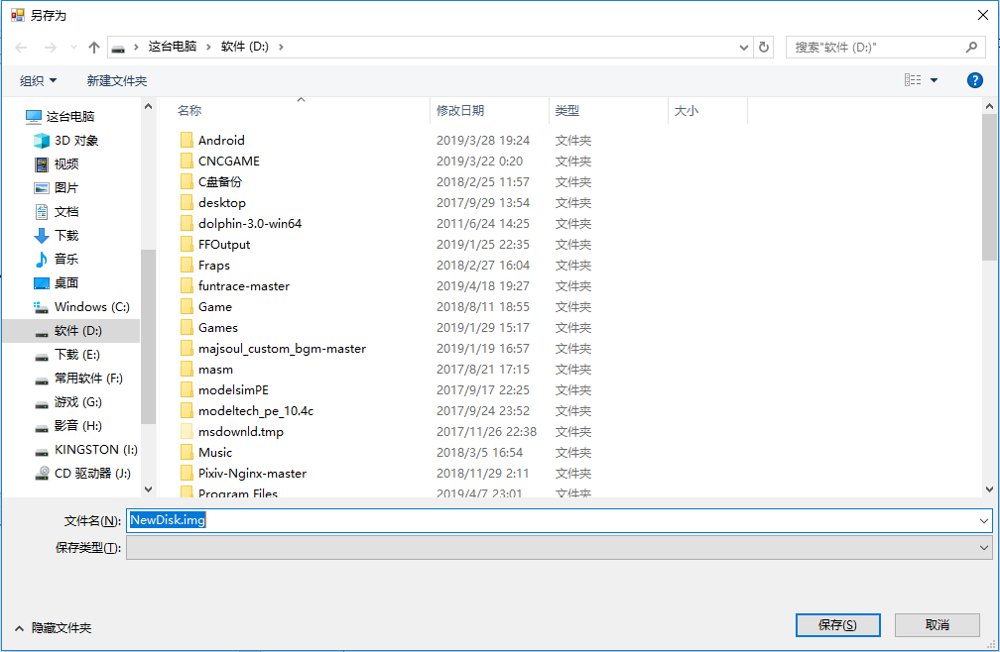 另存为
这台电脑 软件 (D:) 搜索"软件 (D:)"
组织 新建文件夹
名称 修改日期 类型 大小
这台电脑
3D 对象
视频
图片
文档
下载
音乐
桌面
Windows (C:)
软件 (D:)
下载 (E:)
常用软件 (F:)
游戏 (G:)
影音 (H:)
KINGSTON (I:)
CD 驱动器 (J:)
Android 2019/3/28 19:24 文件夹
CNCGAME 2019/3/22 0:20 文件夹
C盘备份 2018/2/25 11:57 文件夹
desktop 2017/9/29 13:54 文件夹
dolphin-3.0-win64 2011/6/24 14:25 文件夹
FFOutput 2019/1/25 22:35 文件夹
Fraps 2018/2/27 16:04 文件夹
funtrace-master 2019/4/18 19:27 文件夹
Game 2018/8/11 18:55 文件夹
Games 2019/1/29 15:17 文件夹
majsoul_custom_bgm-master 2019/1/19 16:57 文件夹
masm 2017/8/21 17:15 文件夹
modelsimPE 2017/9/17 22:25 文件夹
modeltech_pe_10.4c 2017/9/24 23:52 文件夹
msdownld.tmp 2017/11/26 22:38 文件夹
Music 2018/3/5 16:54 文件夹
Pixiv-Nginx-master 2018/11/29 2:11 文件夹
Program Files 2019/4/7 23:01 文件夹
文件名(N): NewDisk.img
保存类型(T):
隐藏文件夹 保存(S) 取消